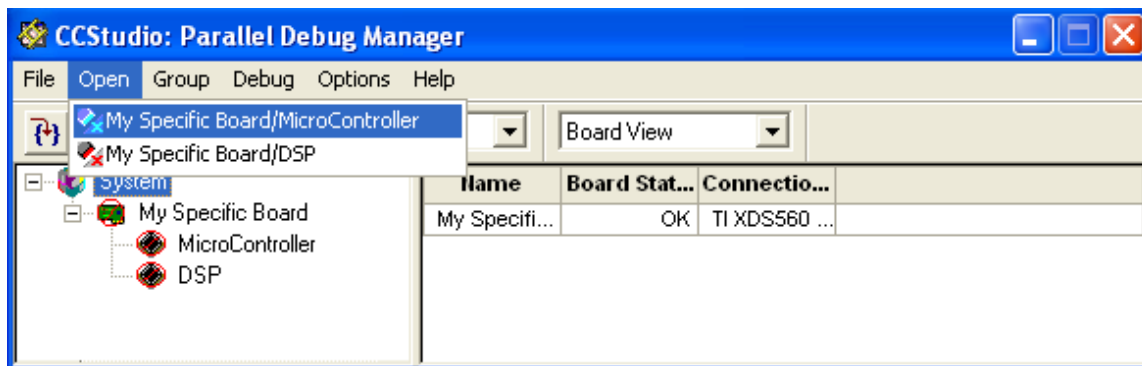 CCStudio: Parallel Debug Manager
File Open Group Debug Options Help
My Specific Board/MicroController
My Specific Board/DSP
Board View
System
My Specific Board
MicroController
DSP
Name Board Stat... Connectio...
My Specifi... OK TI XDS560 ...